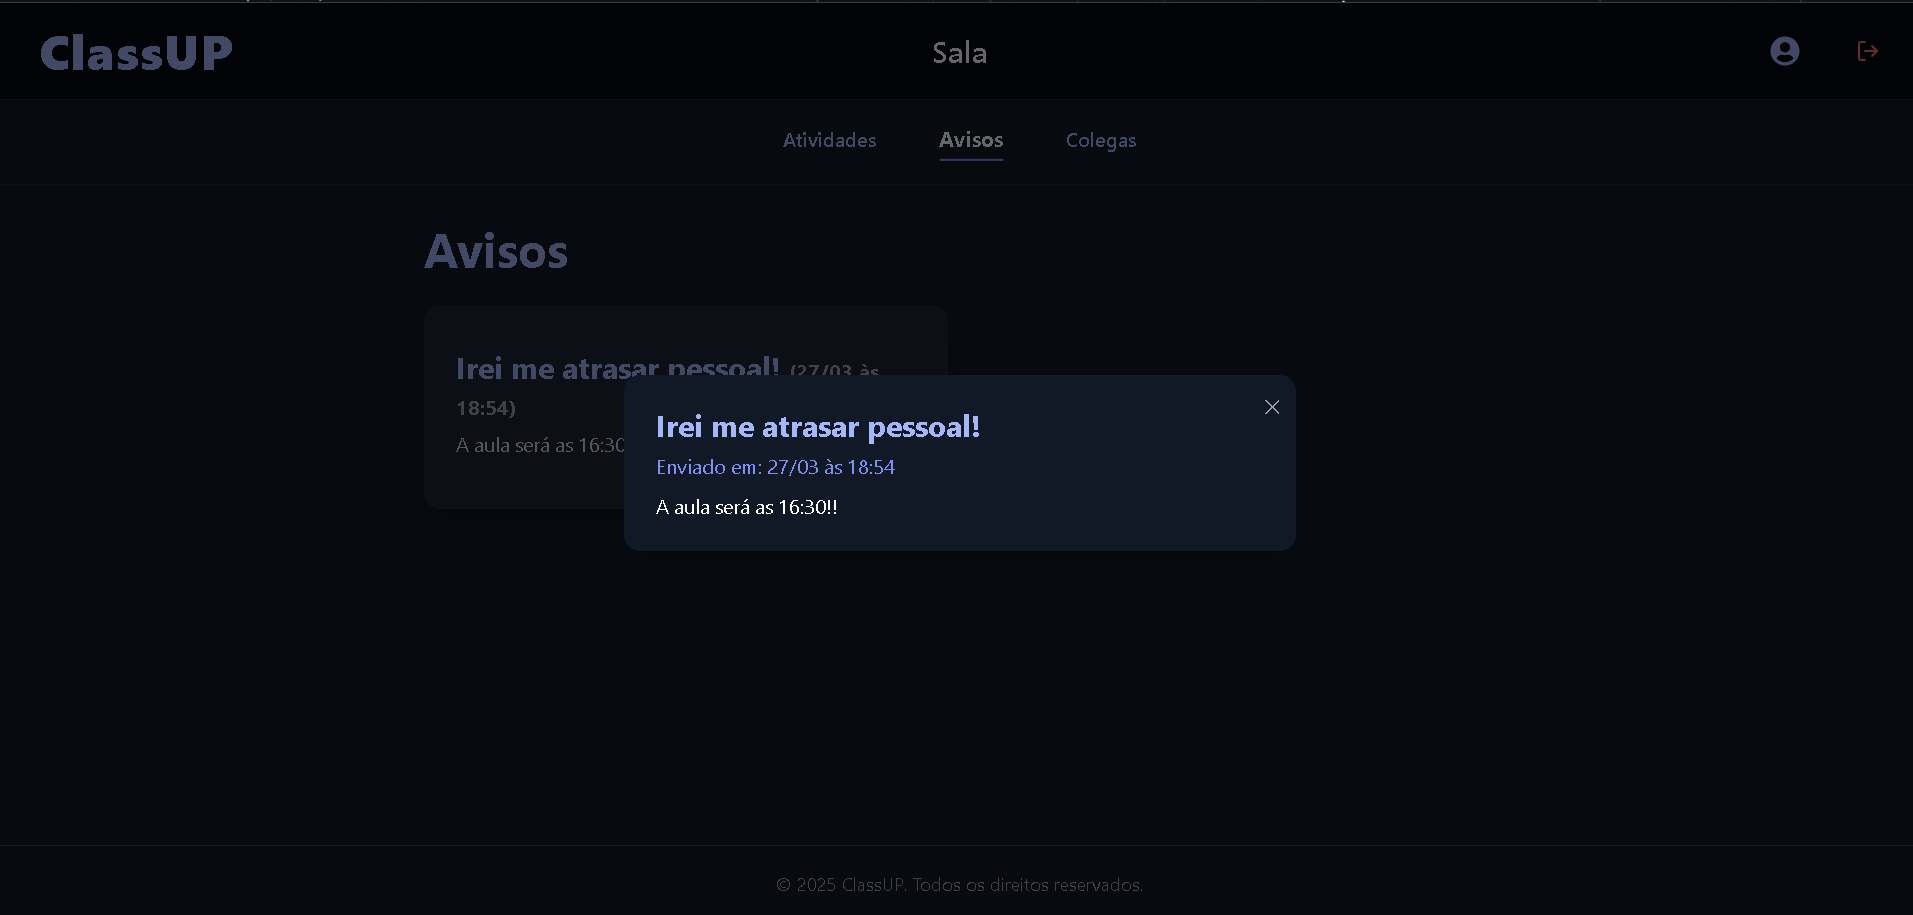 ClassUP
Sala
Atividades Avisos Colegas
Avisos
Irei me atrasar pessoal! (27/03 às
18:54)
A aula será as 16:30
Irei me atrasar pessoal!
Enviado em: 27/03 às 18:54
A aula será as 16:30!!
© 2025 ClassUP. Todos os direitos reservados.